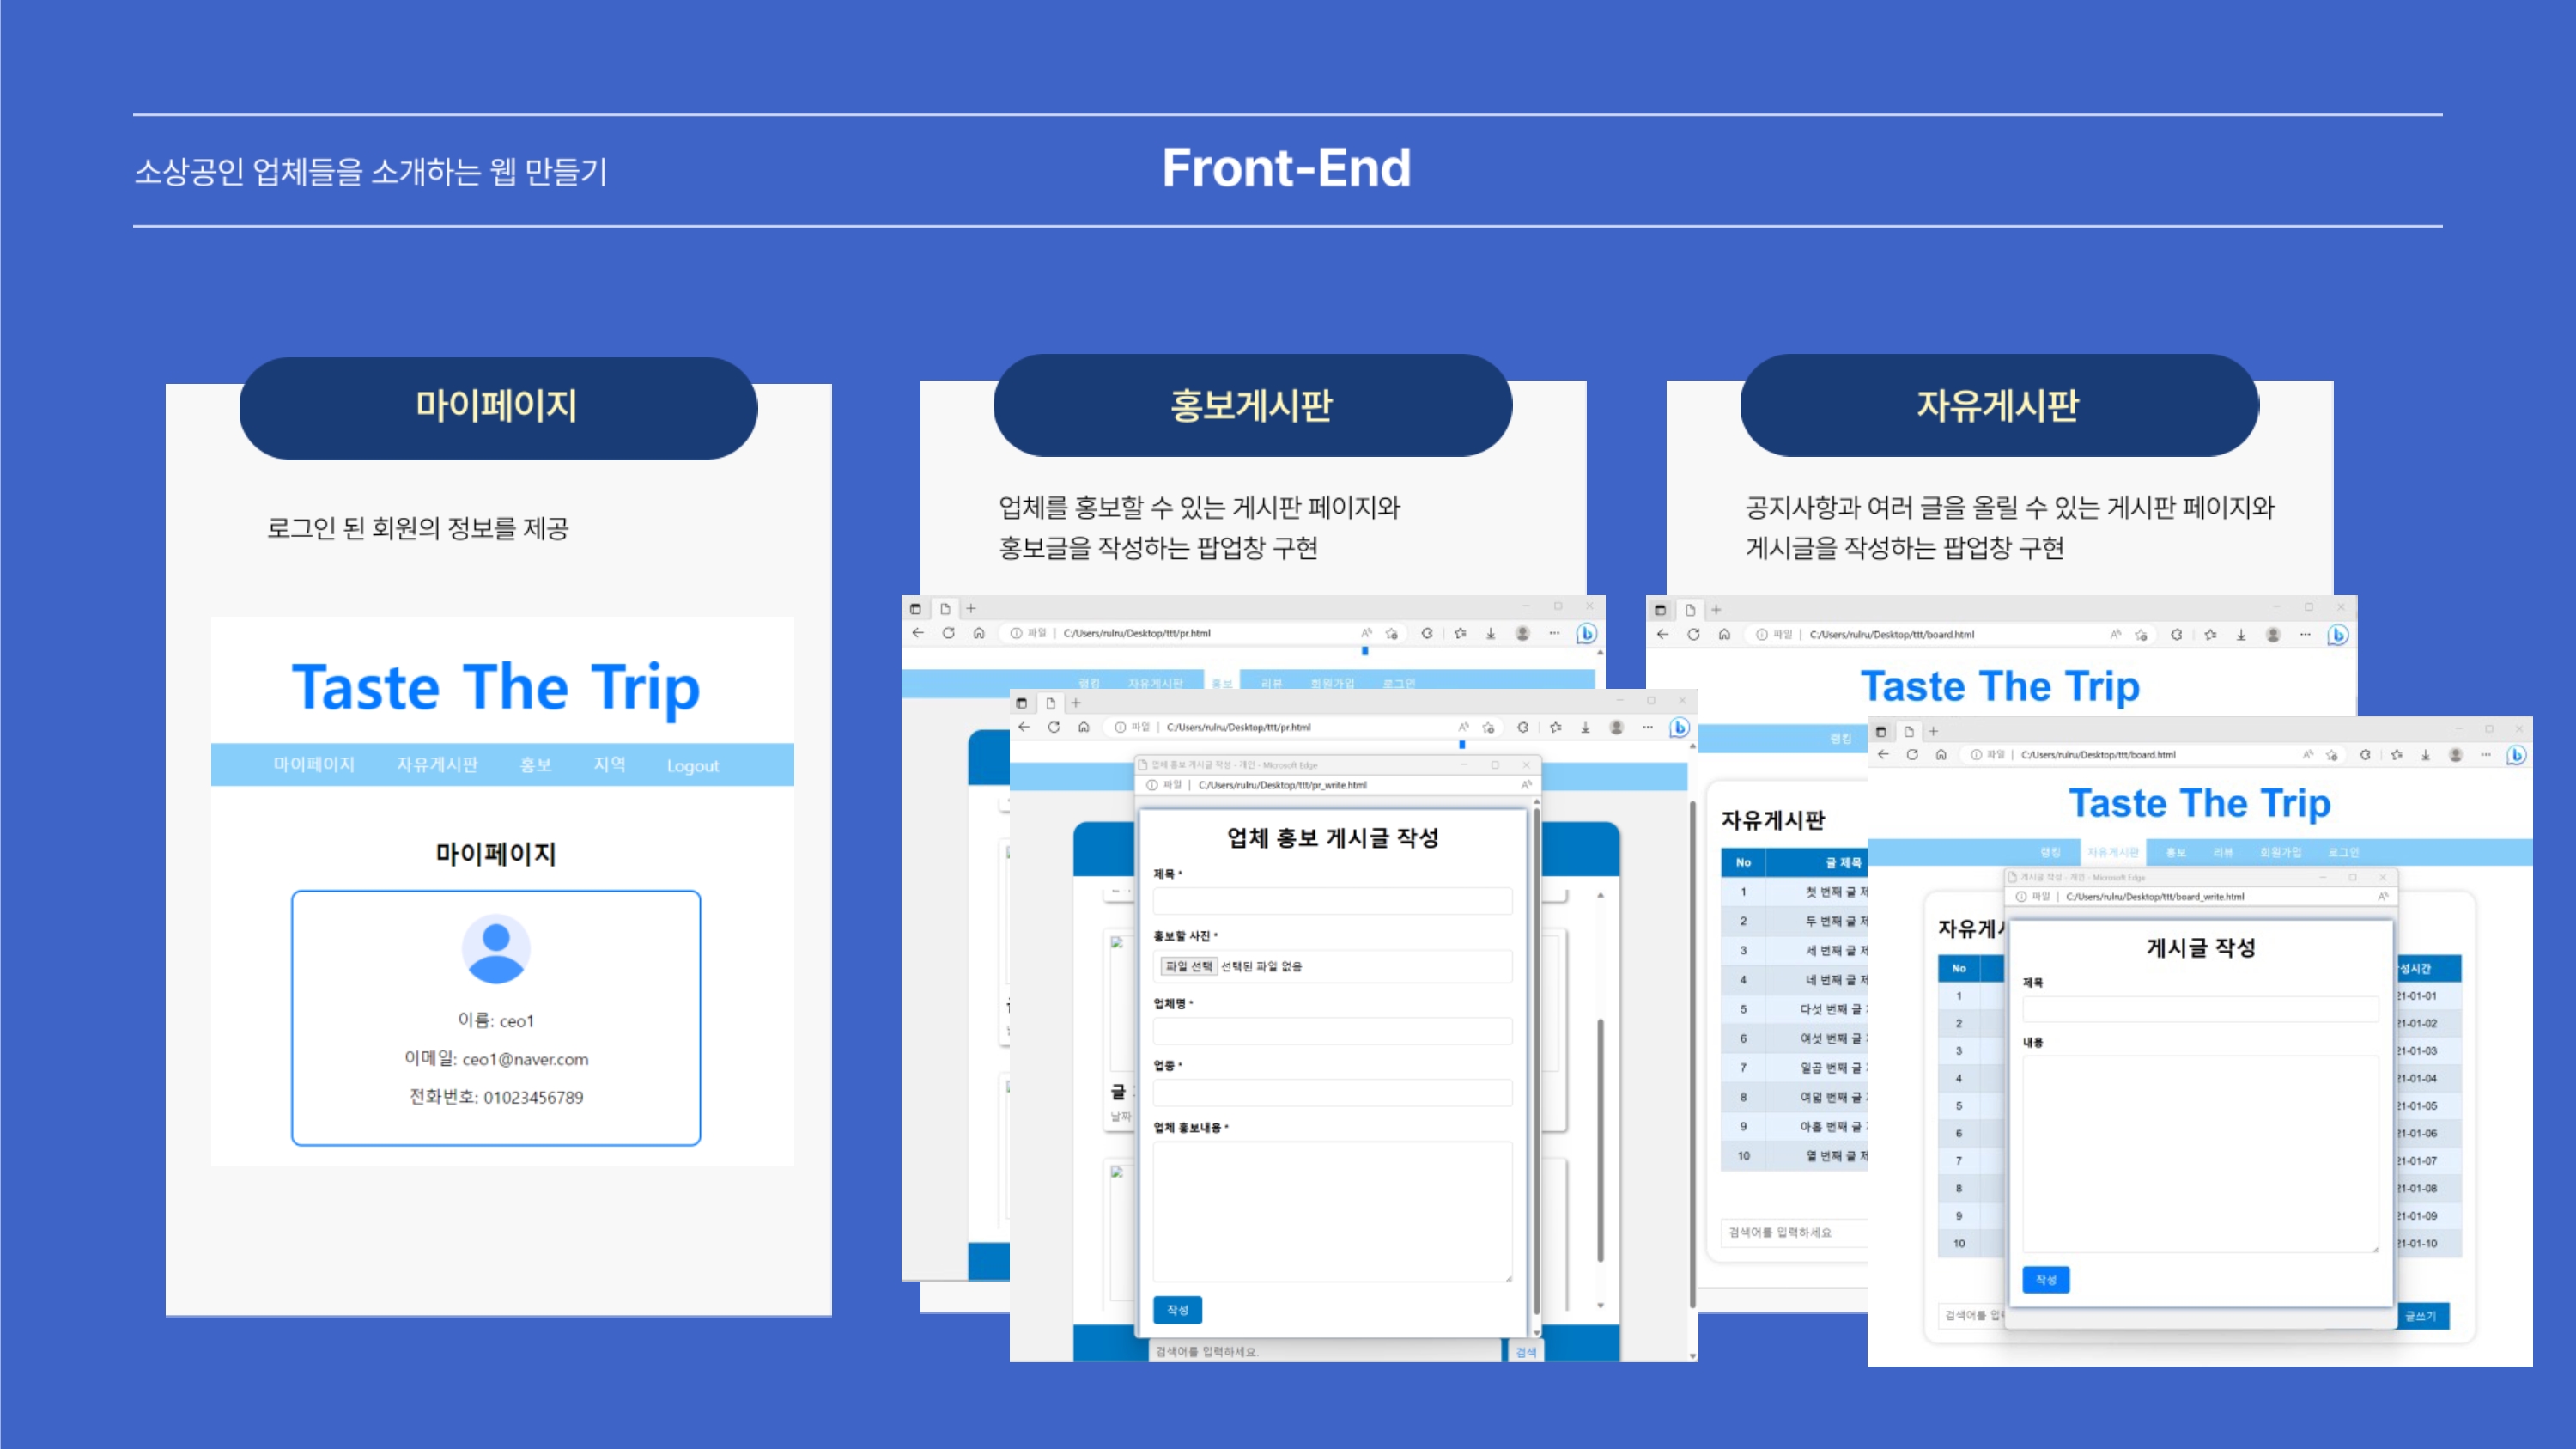 소상공인 업체들을 소개하는 웹 만들기
Front-End
마이페이지
로그인 된 회원의 정보를 제공
Taste The Trip
마이페이지 자유게시판 홍보 지역 Logout
마이페이지
이름: ceo1
이메일: ceo1@naver.com
전화번호: 01023456789
홍보게시판
업체를 홍보할 수 있는 게시판 페이지와
홍보글을 작성하는 팝업창 구현
파일 C:/Users/rulru/Desktop/ttt/pr.html
랭킹 자유게시판 홍보 리뷰 회원가입 로그인
파일 C:/Users/rulru/Desktop/ttt/pr.html
업체 홍보 게시글 작성 - 개인 - Microsoft Edge
파일 C:/Users/rulru/Desktop/ttt/pr_write.html
업체 홍보 게시글 작성
제목 *
홍보할 사진 *
파일 선택 선택된 파일 없음
업체명 *
업종 *
업체 홍보내용 *
작성
글
날짜
검색어를 입력하세요. 검색
자유게시판
공지사항과 여러 글을 올릴 수 있는 게시판 페이지와
게시글을 작성하는 팝업창 구현
파일 C:/Users/rulru/Desktop/ttt/board.html
Taste The Trip
랭킹
자유게시판
No 글 제목
1 첫 번째 글 제
2 두 번째 글 제
3 세 번째 글 제
4 네 번째 글 제
5 다섯 번째 글
6 여섯 번째 글
7 일곱 번째 글
8 여덟 번째 글
9 아홉 번째 글
10 열 번째 글 제
검색어를 입력하세요
파일 C:/Users/rulru/Desktop/ttt/board.html
Taste The Trip
랭킹 자유게시판 홍보 리뷰 회원가입 로그인
게시글 작성 - 개인 - Microsoft Edge
파일 C:/Users/rulru/Desktop/ttt/board_write.html
게시글 작성
제목
내용
작성
자유게시
No 성시간
1 21-01-01
2 21-01-02
3 21-01-03
4 21-01-04
5 21-01-05
6 21-01-06
7 21-01-07
8 21-01-08
9 21-01-09
10 21-01-10
검색어를 입 글쓰기